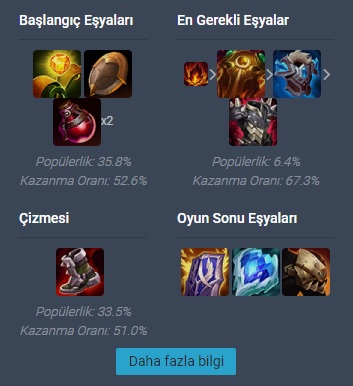 Başlangıç Eşyaları
x2
Popülerlik: 35.8%
Kazanma Oranı: 52.6%
En Gerekli Eşyalar
Popülerlik: 6.4%
Kazanma Oranı: 67.3%
Çizmesi
Popülerlik: 33.5%
Kazanma Oranı: 51.0%
Oyun Sonu Eşyaları
Daha fazla bilgi